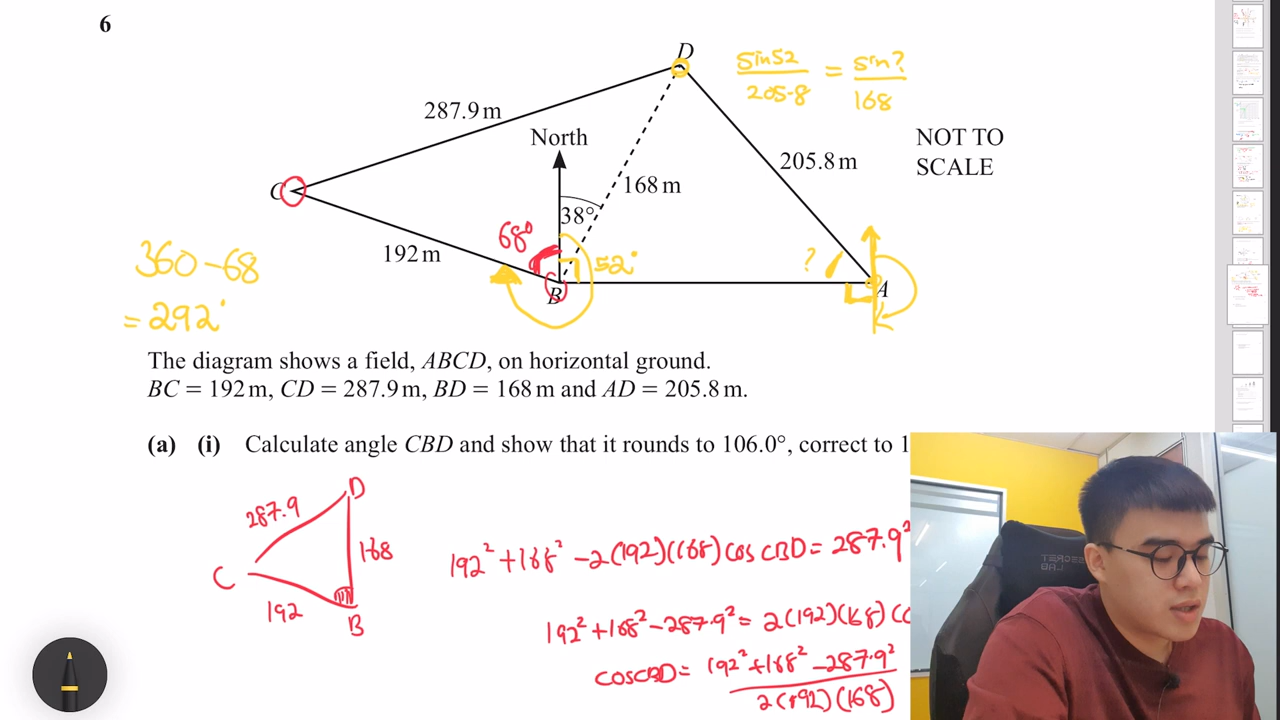 6
D
sin52 / 205.8 = sin? / 168
287.9 m
North
NOT TO
SCALE
205.8 m
168 m
C
38°
68°
192 m
52°
?
360-68
= 292°
B
A
The diagram shows a field, ABCD, on horizontal ground.
BC = 192 m, CD = 287.9 m, BD = 168 m and AD = 205.8 m.
(a) (i) Calculate angle CBD and show that it rounds to 106.0°, correct to 1
D
287.9
168
C
192
B
192² + 168² - 2(192)(168) cos CBD = 287.9²
192² + 168² - 287.9² = 2(192)(168) co
cosCBD = 192² + 168² - 287.9² / 2(192)(168)